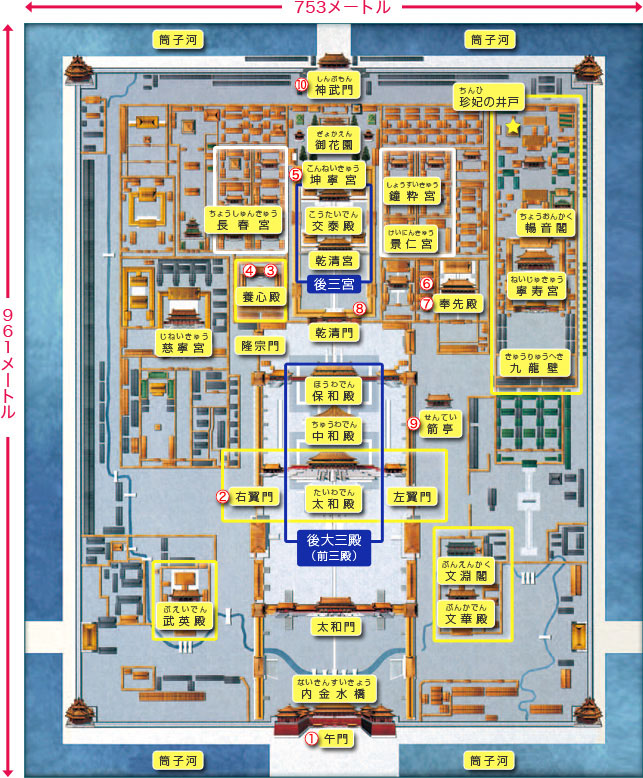 753メートル
961メートル
筒子河
筒子河
⑩
しんぶもん
神武門
ちんひ
珍妃の井戸
ぎょかえん
御花園
⑤
こんねいきゅう
坤寧宮
ちょうしゅんきゅう
長春宮
こうたいでん
交泰殿
しょうすいきゅう
鐘粋宮
けいにんきゅう
景仁宮
ちょうおんかく
暢音閣
乾清宮
後三宮
④ ③
養心殿
⑥
⑦ 奉先殿
ねいじゅきゅう
寧寿宮
⑧
乾清門
じねいきゅう
慈寧宮
隆宗門
きゅうりゅうへき
九龍壁
ほうわでん
保和殿
ちゅうわでん
中和殿
⑨
せんてい
箭亭
② 右翼門
たいわでん
太和殿
左翼門
後大三殿
(前三殿)
ぶんえんかく
文淵閣
ぶんかでん
文華殿
ぶえいでん
武英殿
太和門
ないきんすいきょう
内金水橋
① 午門
筒子河
筒子河